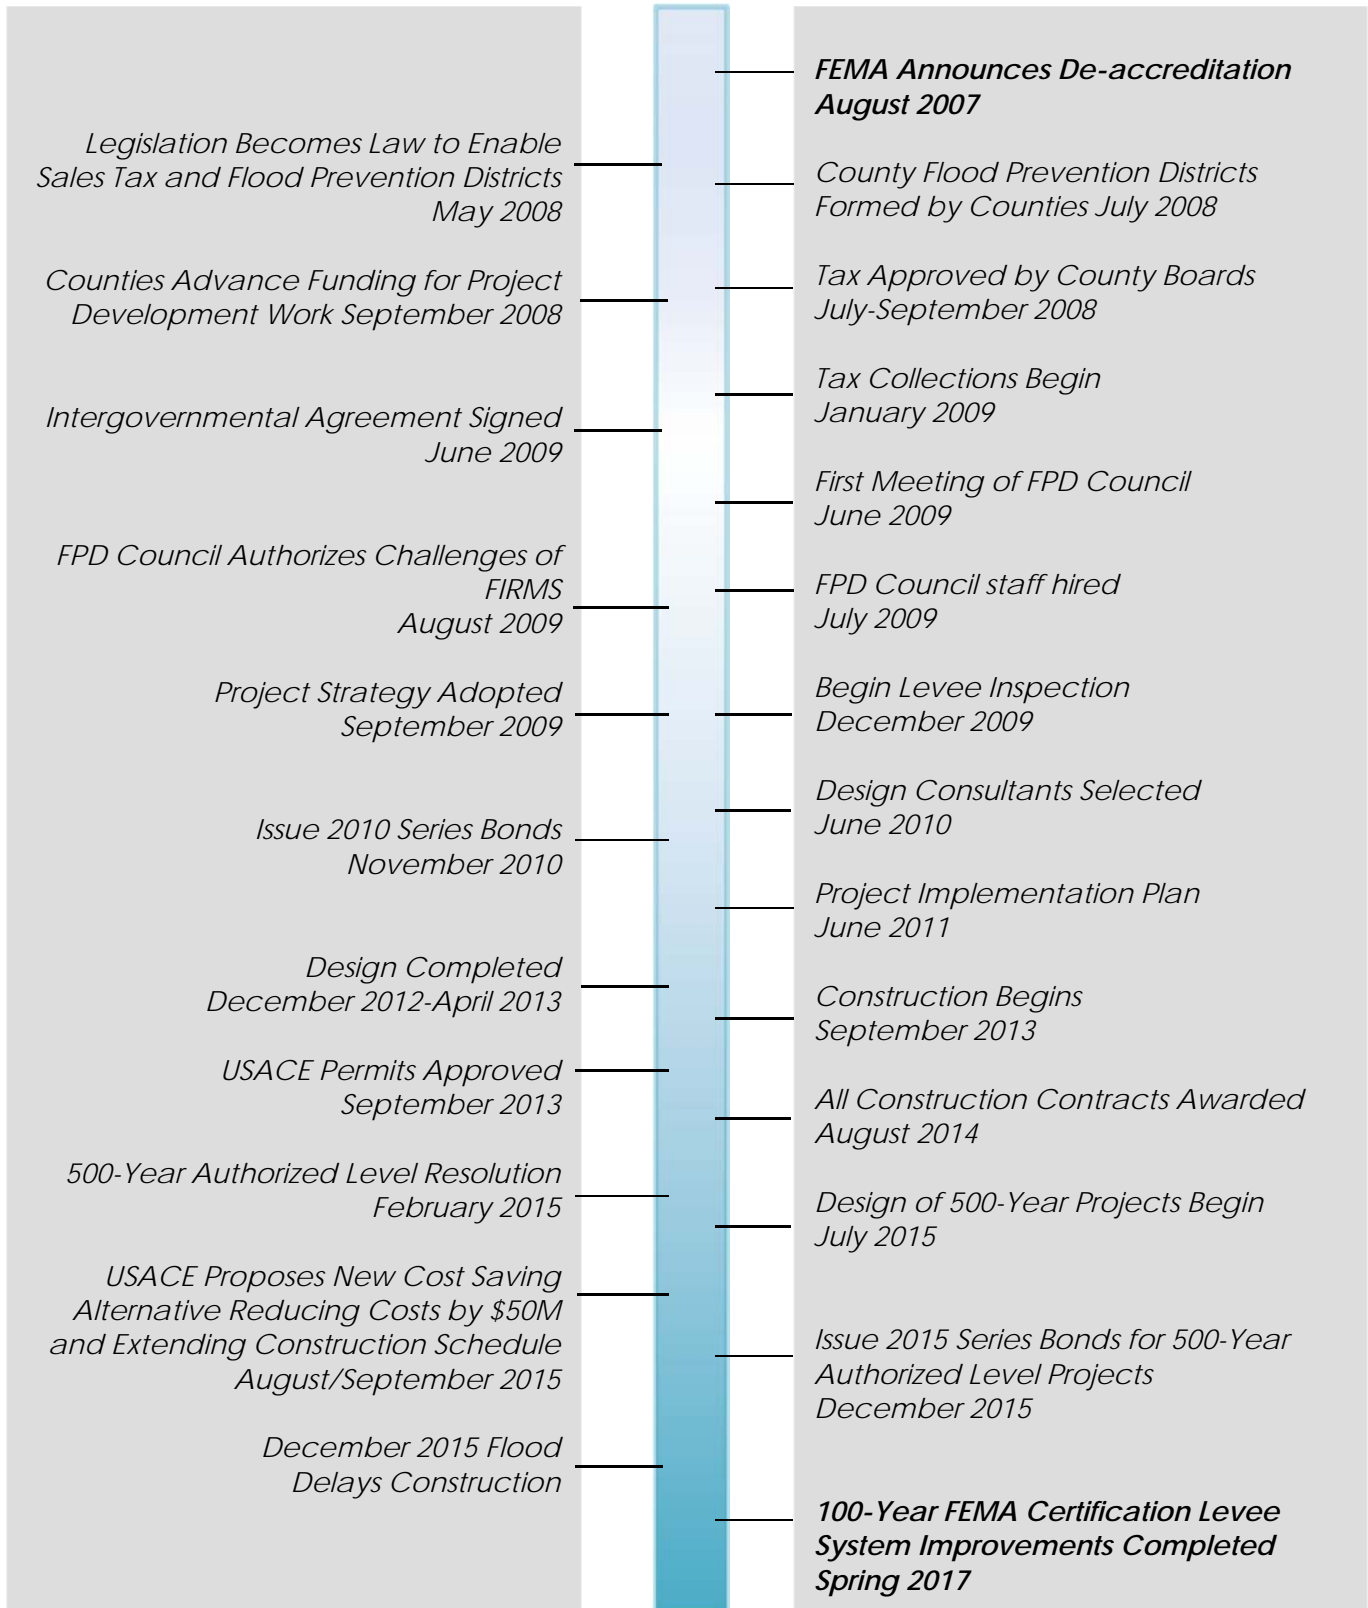 FEMA Announces De-accreditation
August 2007
Legislation Becomes Law to Enable
Sales Tax and Flood Prevention Districts
May 2008
County Flood Prevention Districts
Formed by Counties July 2008
Counties Advance Funding for Project
Development Work September 2008
Tax Approved by County Boards
July-September 2008
Tax Collections Begin
January 2009
Intergovernmental Agreement Signed
June 2009
First Meeting of FPD Council
June 2009
FPD Council Authorizes Challenges of
FIRMS
August 2009
FPD Council staff hired
July 2009
Project Strategy Adopted
September 2009
Begin Levee Inspection
December 2009
Design Consultants Selected
June 2010
Issue 2010 Series Bonds
November 2010
Project Implementation Plan
June 2011
Design Completed
December 2012-April 2013
Construction Begins
September 2013
USACE Permits Approved
September 2013
All Construction Contracts Awarded
August 2014
500-Year Authorized Level Resolution
February 2015
Design of 500-Year Projects Begin
July 2015
USACE Proposes New Cost Saving
Alternative Reducing Costs by $50M
and Extending Construction Schedule
August/September 2015
Issue 2015 Series Bonds for 500-Year
Authorized Level Projects
December 2015
December 2015 Flood
Delays Construction
100-Year FEMA Certification Levee
System Improvements Completed
Spring 2017